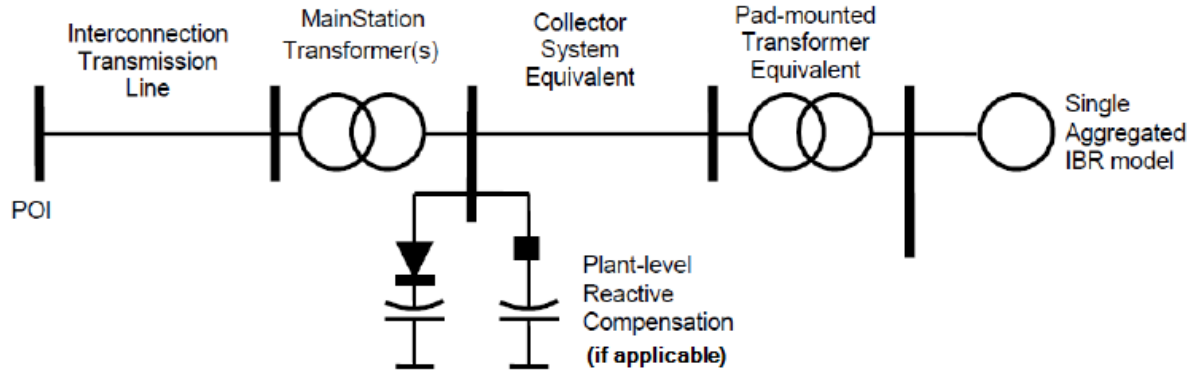 Interconnection
Transmission
Line
MainStation
Transformer(s)
Collector
System
Equivalent
Pad-mounted
Transformer
Equivalent
Single
Aggregated
IBR model
POI
Plant-level
Reactive
Compensation
(if applicable)